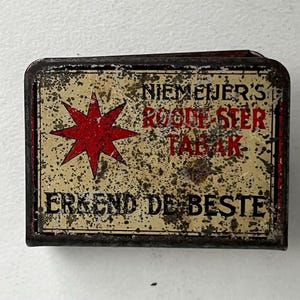 NIEMEIJER'S
ROODE STER
TABAK
ERKEND DE BESTE